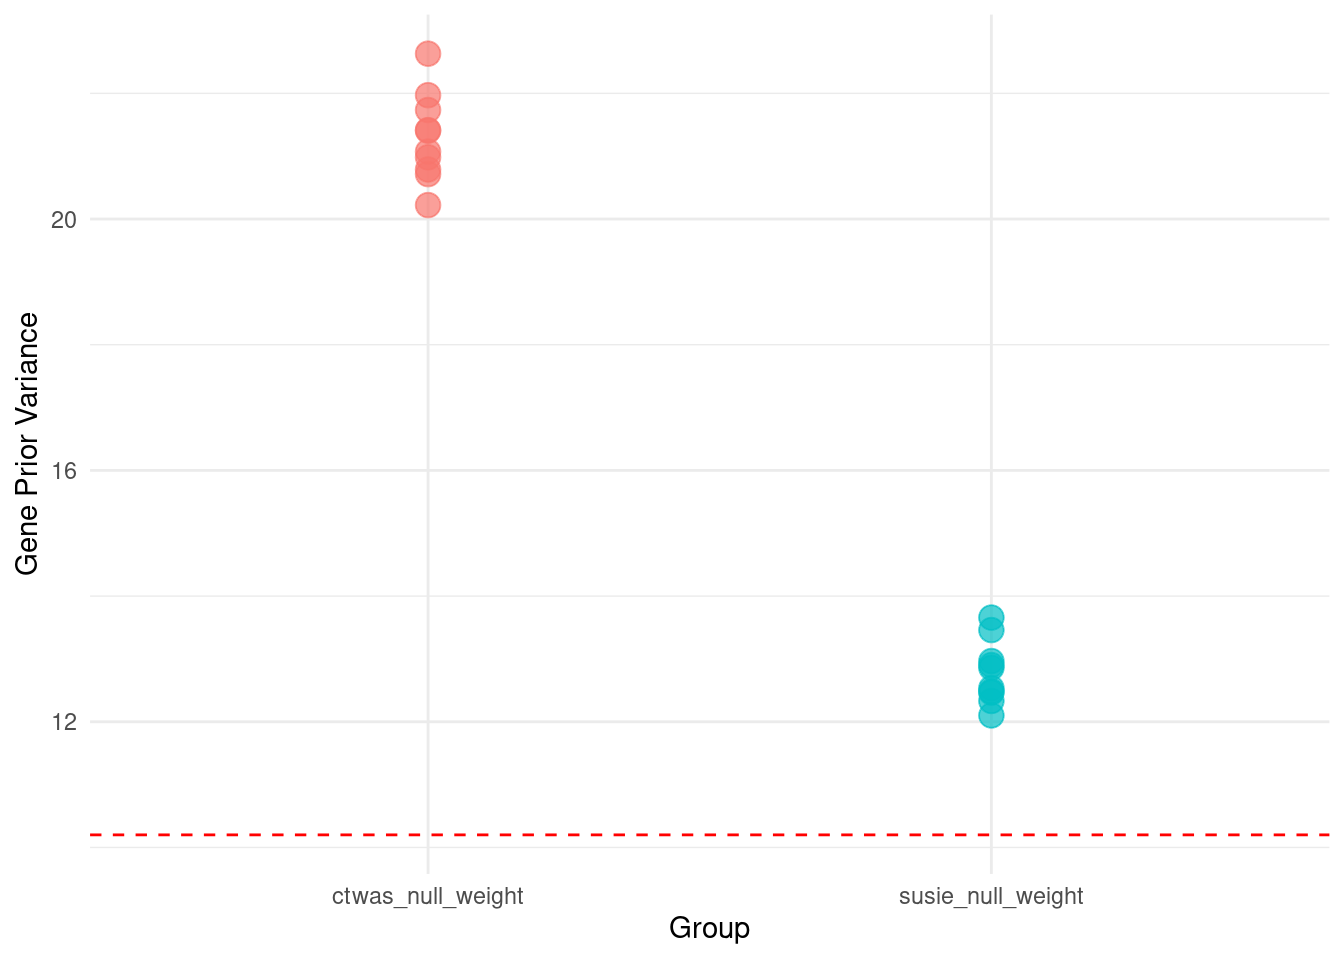 Gene Prior Variance
20
16
12
ctwas_null_weight
susie_null_weight
Group